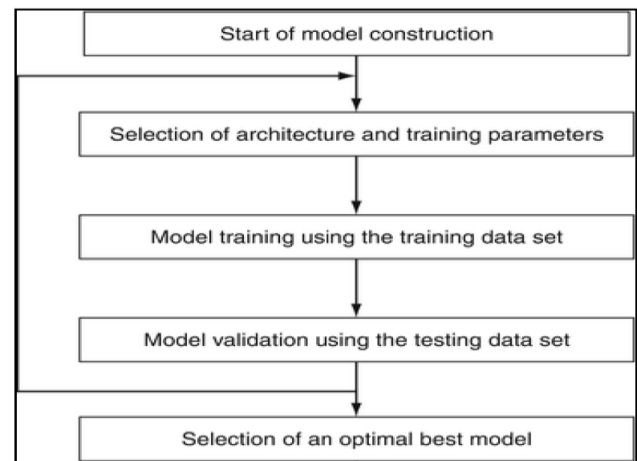 Start of model construction
Selection of architecture and training parameters
Model training using the training data set
Model validation using the testing data set
Selection of an optimal best model